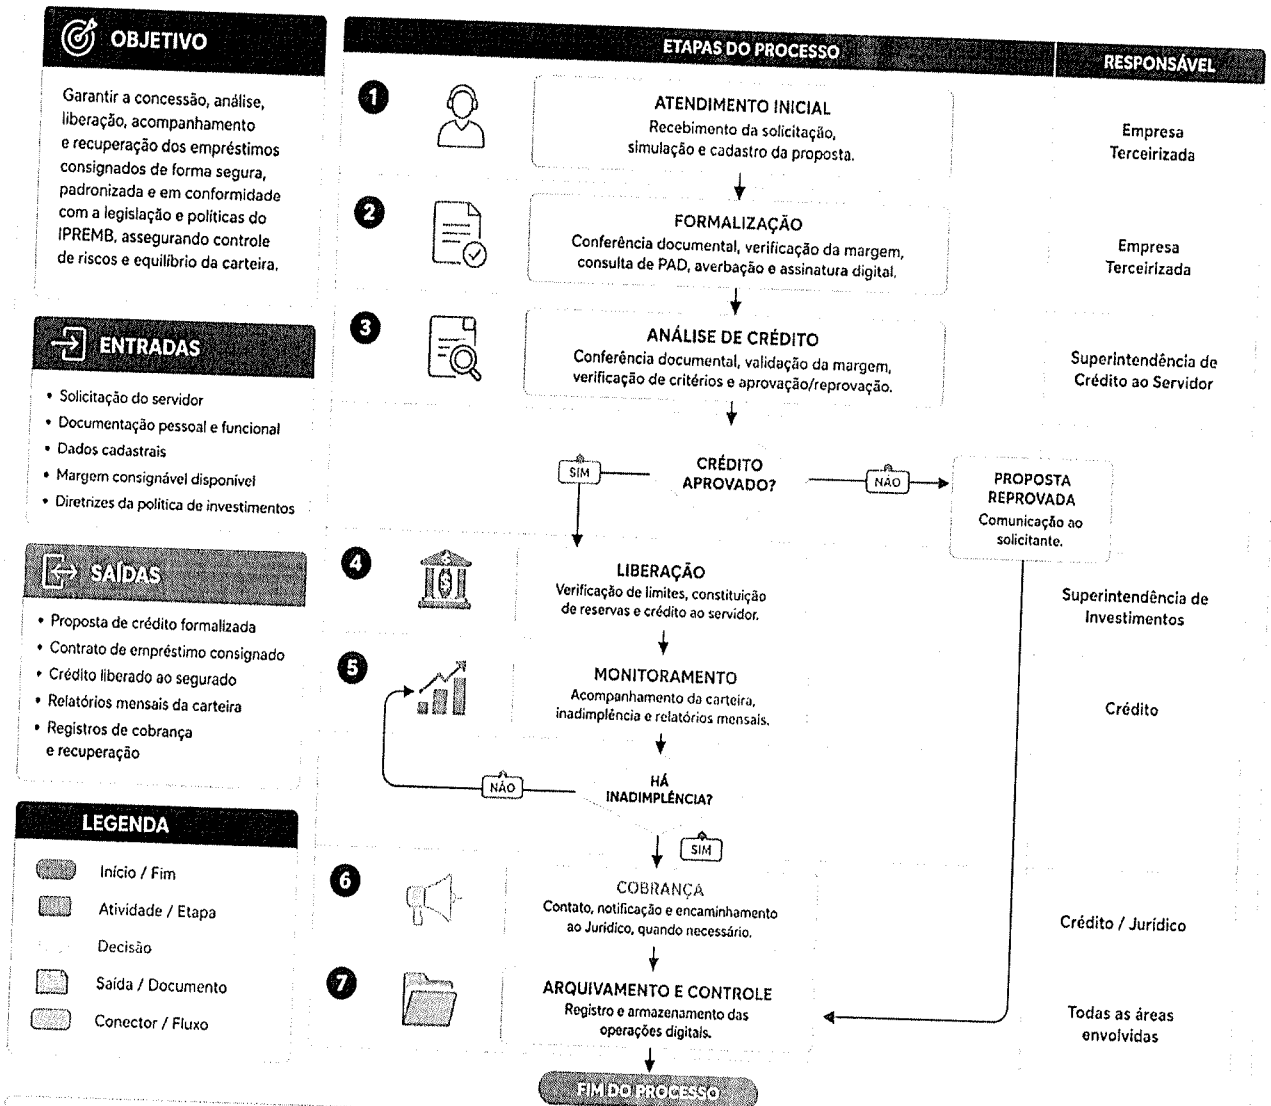 OBJETIVO
Garantir a concessão, análise,
liberação, acompanhamento
e recuperação dos empréstimos
consignados de forma segura,
padronizada e em conformidade
com a legislação e políticas do
IPREMB, assegurando controle
de riscos e equilíbrio da carteira.
ENTRADAS
• Solicitação do servidor
• Documentação pessoal e funcional
• Dados cadastrais
• Margem consignável disponível
• Diretrizes da política de investimentos
SAÍDAS
• Proposta de crédito formalizada
• Contrato de empréstimo consignado
• Crédito liberado ao segurado
• Relatórios mensais da carteira
• Registros de cobrança
e recuperação
LEGENDA
Início / Fim
Atividade / Etapa
Decisão
Saída / Documento
Conector / Fluxo
ETAPAS DO PROCESSO
RESPONSÁVEL
1
ATENDIMENTO INICIAL
Recebimento da solicitação,
simulação e cadastro da proposta.
Empresa
Terceirizada
2
FORMALIZAÇÃO
Conferência documental, verificação da margem,
consulta de PAD, averbação e assinatura digital.
Empresa
Terceirizada
3
ANÁLISE DE CRÉDITO
Conferência documental, validação da margem,
verificação de critérios e aprovação/reprovação.
Superintendência de
Crédito ao Servidor
CRÉDITO
APROVADO?
SIM
NÃO
PROPOSTA
REPROVADA
Comunicação ao
solicitante.
4
$
LIBERAÇÃO
Verificação de limites, constituição
de reservas e crédito ao servidor.
Superintendência de
Investimentos
5
MONITORAMENTO
Acompanhamento da carteira,
inadimplência e relatórios mensais.
Crédito
HÁ
INADIMPLÊNCIA?
NÃO
SIM
6
COBRANÇA
Contato, notificação e encaminhamento
ao Jurídico, quando necessário.
Crédito / Jurídico
7
ARQUIVAMENTO E CONTROLE
Registro e armazenamento das
operações digitais.
Todas as áreas
envolvidas
FIM DO PROCESSO